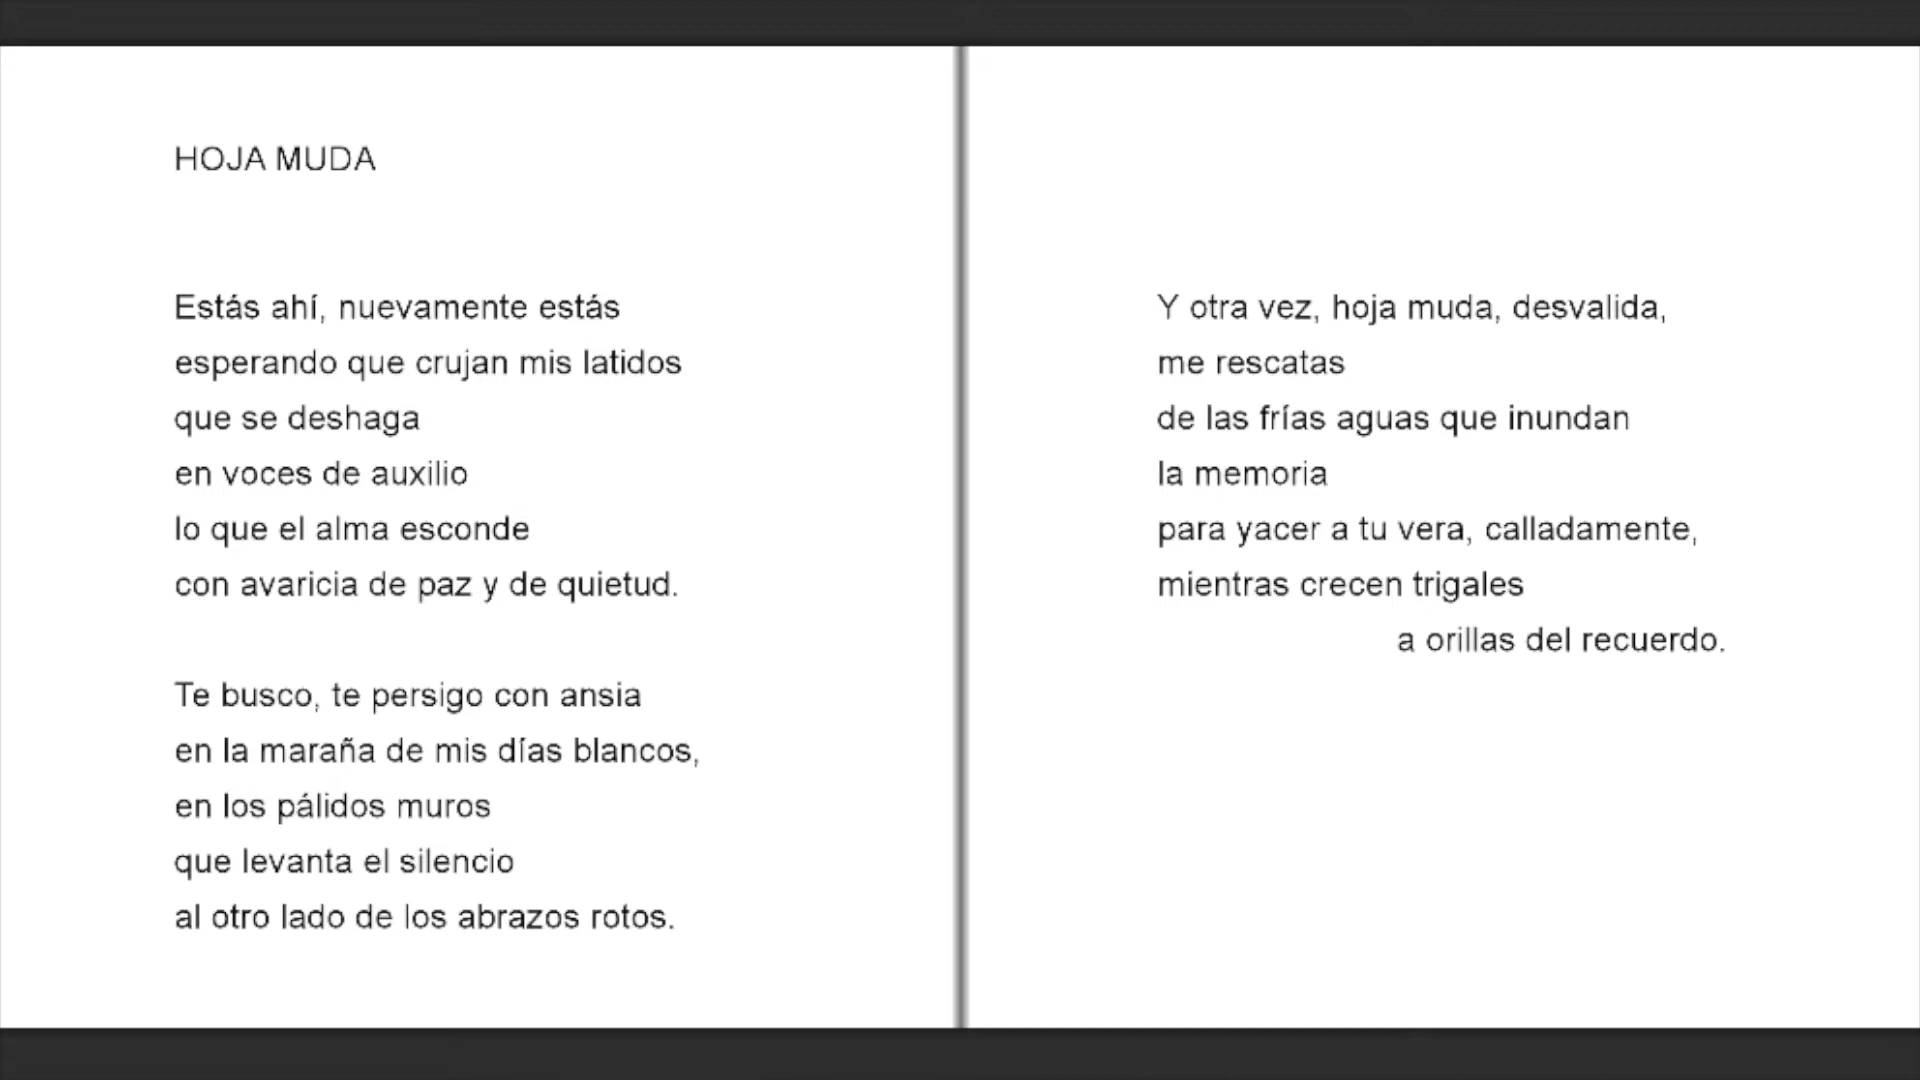 HOJA MUDA
Estás ahí, nuevamente estás
esperando que crujan mis latidos
que se deshaga
en voces de auxilio
lo que el alma esconde
con avaricia de paz y de quietud.
Te busco, te persigo con ansia
en la maraña de mis días blancos,
en los pálidos muros
que levanta el silencio
al otro lado de los abrazos rotos.
Y otra vez, hoja muda, desvalida,
me rescatas
de las frías aguas que inundan
la memoria
para yacer a tu vera, calladamente,
mientras crecen trigales
a orillas del recuerdo.